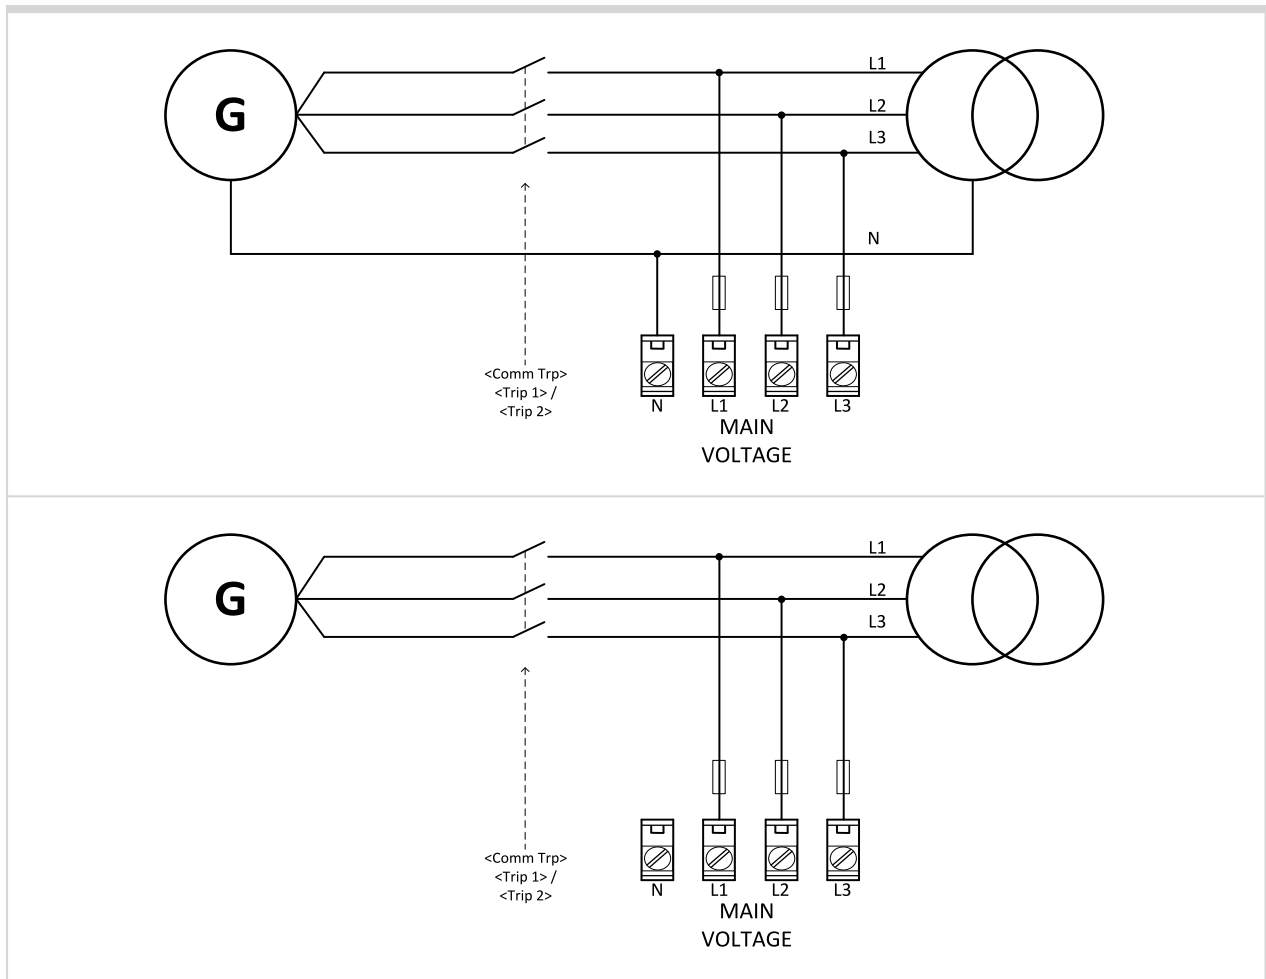 G
L1
L2
L3
N
<Comm Trp>
<Trip 1> /
<Trip 2>
N L1 L2 L3
MAIN
VOLTAGE
G
L1
L2
L3
<Comm Trp>
<Trip 1> /
<Trip 2>
N L1 L2 L3
MAIN
VOLTAGE